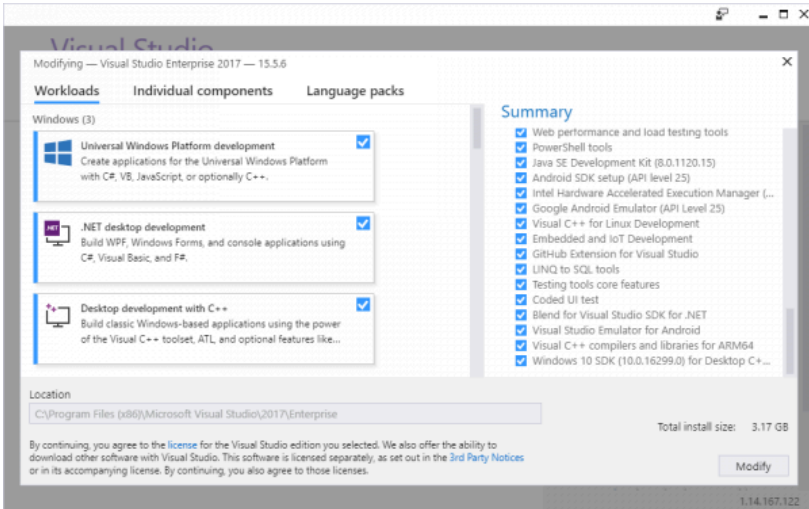 Visual Studio
Modifying — Visual Studio Enterprise 2017 — 15.5.6
Workloads
Individual components
Language packs
Windows (3)
Universal Windows Platform development
Create applications for the Universal Windows Platform
with C#, VB, JavaScript, or optionally C++.
.NET
.NET desktop development
Build WPF, Windows Forms, and console applications using
C#, Visual Basic, and F#.
Desktop development with C++
Build classic Windows-based applications using the power
of the Visual C++ toolset, ATL, and optional features like...
Summary
Web performance and load testing tools
PowerShell tools
Java SE Development Kit (8.0.1120.15)
Android SDK setup (API level 25)
Intel Hardware Accelerated Execution Manager (...
Google Android Emulator (API Level 25)
Visual C++ for Linux Development
Embedded and IoT Development
GitHub Extension for Visual Studio
LINQ to SQL tools
Testing tools core features
Coded UI test
Blend for Visual Studio SDK for .NET
Visual Studio Emulator for Android
Visual C++ compilers and libraries for ARM64
Windows 10 SDK (10.0.16299.0) for Desktop C+...
Location
C:\Program Files (x86)\Microsoft Visual Studio\2017\Enterprise
By continuing, you agree to the license for the Visual Studio edition you selected. We also offer the ability to
download other software with Visual Studio. This software is licensed separately, as set out in the 3rd Party Notices
or in its accompanying license. By continuing, you also agree to those licenses.
Total install size: 3.17 GB
Modify
1.14.167.122